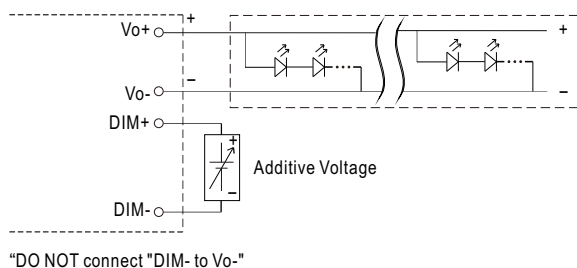 Vo+
+
+
–
Vo-
–
DIM+
+
Additive Voltage
–
DIM-
“DO NOT connect "DIM- to Vo-"